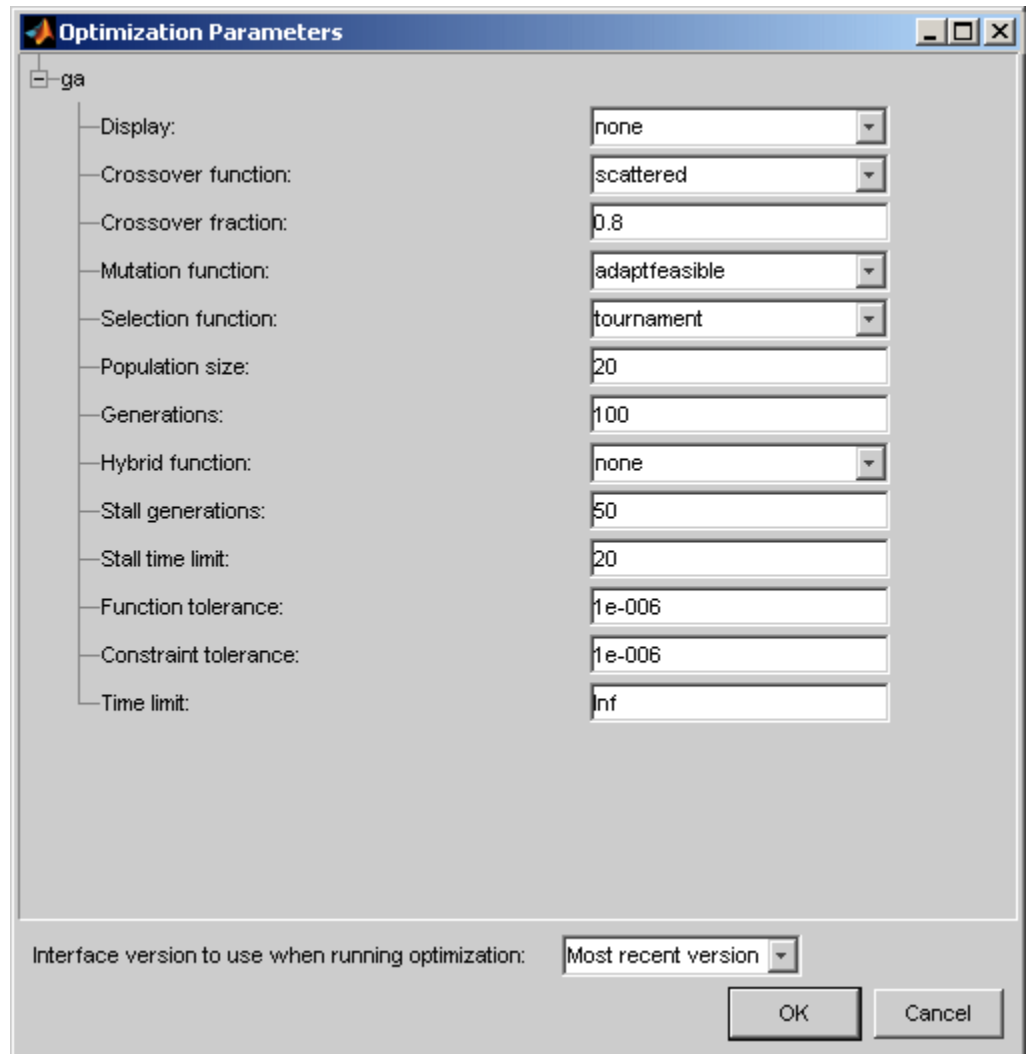 Optimization Parameters
ga
Display: none
Crossover function: scattered
Crossover fraction: 0.8
Mutation function: adaptfeasible
Selection function: tournament
Population size: 20
Generations: 100
Hybrid function: none
Stall generations: 50
Stall time limit: 20
Function tolerance: 1e-006
Constraint tolerance: 1e-006
Time limit: Inf
Interface version to use when running optimization: Most recent version
OK Cancel